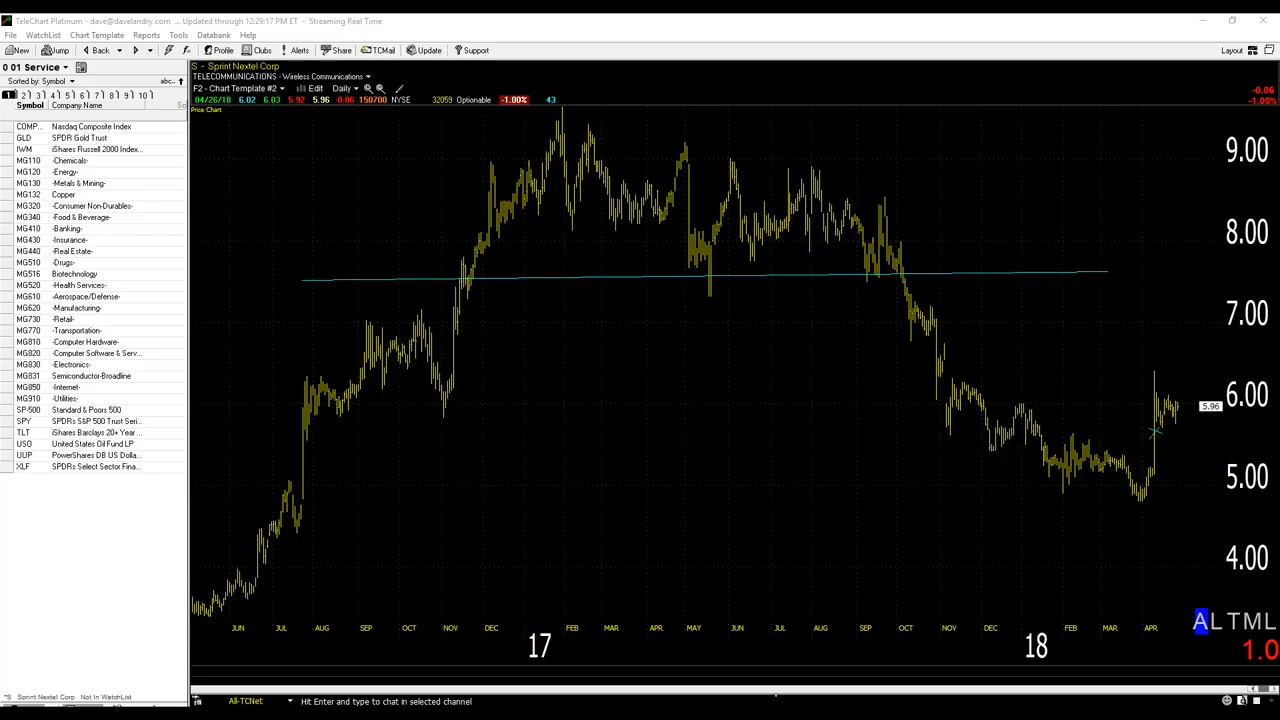 TeleChart Platinum - dave@davelandry.com ... Updated through 12:29:17 PM ET - Streaming Real Time
File WatchList Chart Template Reports Tools Databank Help
New Jump Back Profile Clubs Alerts Share TCMail Update Support Layout
0 01 Service
Sorted by: Symbol abc..
1 2 3 4 5 6 7 8 9 10
Symbol Company Name So
COMP... Nasdaq Composite Index
GLD SPDR Gold Trust
IWM iShares Russell 2000 Index...
MG110 -Chemicals-
MG120 -Energy-
MG130 -Metals & Mining-
MG132 Copper
MG320 -Consumer Non-Durables-
MG340 -Food & Beverage-
MG410 -Banking-
MG430 -Insurance-
MG440 -Real Estate-
MG510 -Drugs-
MG516 Biotechnology
MG520 -Health Services-
MG610 -Aerospace/Defense-
MG620 -Manufacturing-
MG730 -Retail-
MG770 -Transportation-
MG810 -Computer Hardware-
MG820 -Computer Software & Serv...
MG830 -Electronics-
MG831 Semiconductor-Broadline
MG850 -Internet-
MG910 -Utilities-
SP-500 Standard & Poors 500
SPY SPDRs S&P 500 Trust Seri...
TLT iShares Barclays 20+ Year ...
USO United States Oil Fund LP
UUP PowerShares DB US Dolla...
XLF SPDRs Select Sector Fina...
*S Sprint Nextel Corp Not In WatchList
S - Sprint Nextel Corp
TELECOMMUNICATIONS - Wireless Communications
F2 - Chart Template #2 Edit Daily
04/26/18 6.02 6.03 5.92 5.96 -0.06 150700 NYSE 32059 Optionable -1.00% 43
-0.06
-1.00%
Price Chart
9.00
8.00
7.00
6.00
5.96
5.00
4.00
ALTML
JUN JUL AUG SEP OCT NOV DEC FEB MAR APR MAY JUN JUL AUG SEP OCT NOV DEC FEB MAR APR
17 18
1.0
All-TCNet Hit Enter and type to chat in selected channel